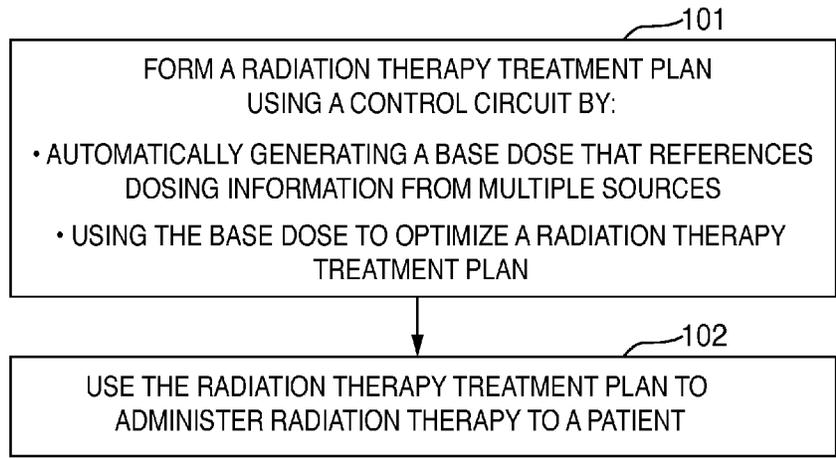 101
FORM A RADIATION THERAPY TREATMENT PLAN
USING A CONTROL CIRCUIT BY:
• AUTOMATICALLY GENERATING A BASE DOSE THAT REFERENCES
DOSING INFORMATION FROM MULTIPLE SOURCES
• USING THE BASE DOSE TO OPTIMIZE A RADIATION THERAPY
TREATMENT PLAN
102
USE THE RADIATION THERAPY TREATMENT PLAN TO
ADMINISTER RADIATION THERAPY TO A PATIENT